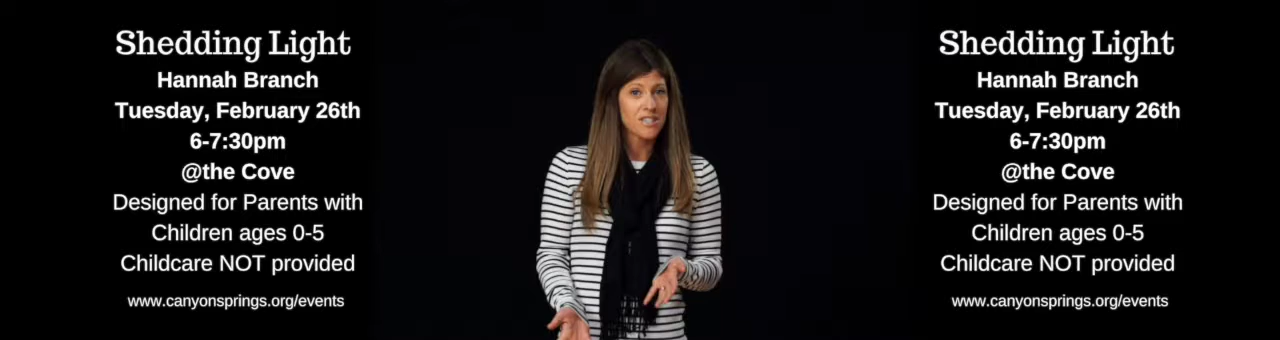 Shedding Light
Hannah Branch
Tuesday, February 26th
6-7:30pm
@the Cove
Designed for Parents with
Children ages 0-5
Childcare NOT provided
www.canyonsprings.org/events
Shedding Light
Hannah Branch
Tuesday, February 26th
6-7:30pm
@the Cove
Designed for Parents with
Children ages 0-5
Childcare NOT provided
www.canyonsprings.org/events